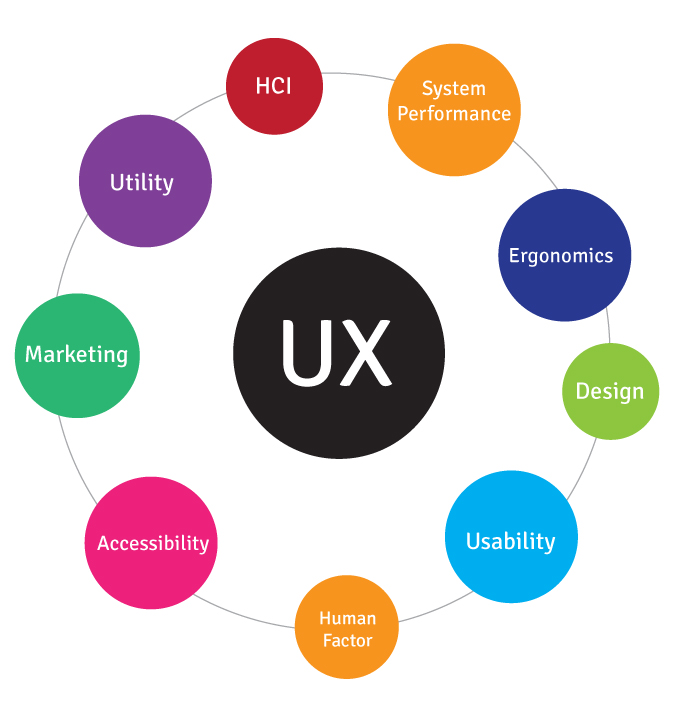 HCI
System
Performance
Utility
Ergonomics
UX
Marketing
Design
Accessibility
Usability
Human
Factor